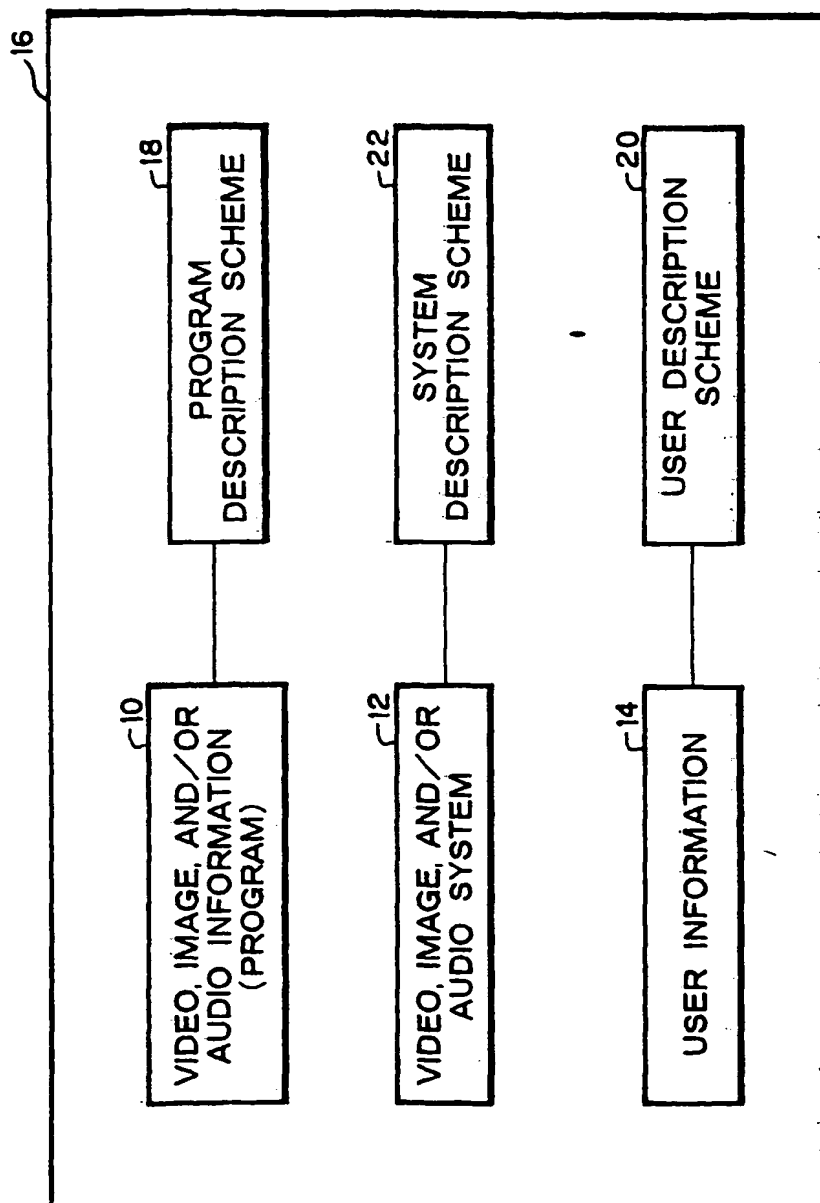 16
10
VIDEO, IMAGE, AND/OR
AUDIO INFORMATION
(PROGRAM)
18
PROGRAM
DESCRIPTION SCHEME
12
VIDEO, IMAGE, AND/OR
AUDIO SYSTEM
22
SYSTEM
DESCRIPTION SCHEME
14
USER INFORMATION
20
USER DESCRIPTION
SCHEME